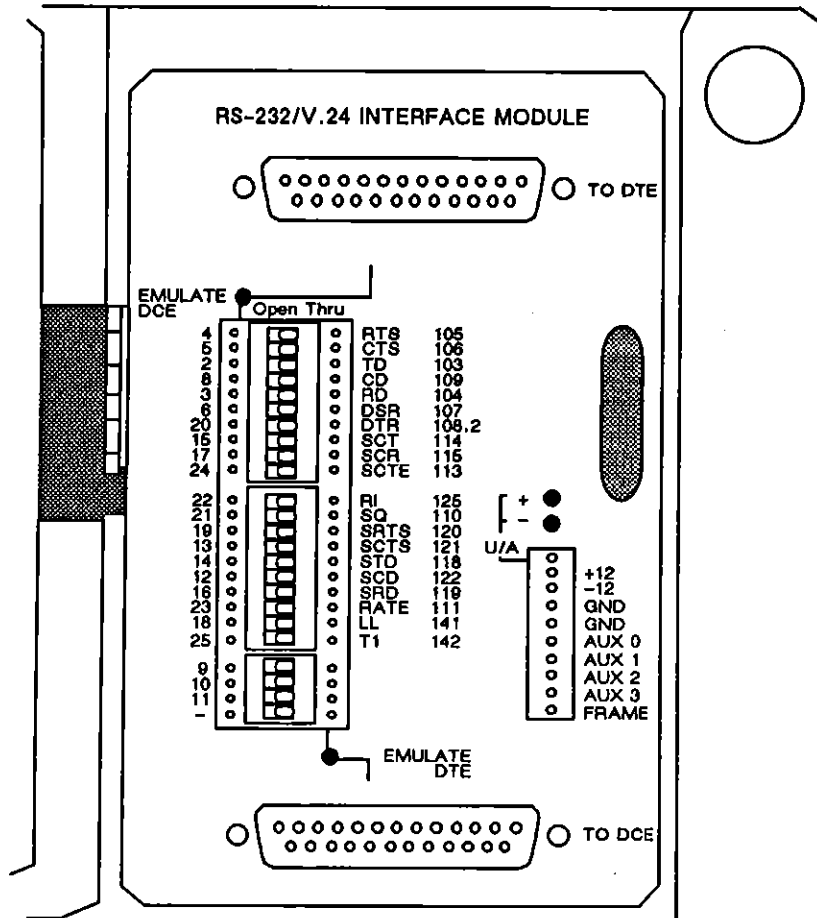 RS-232/V.24 INTERFACE MODULE
TO DTE
EMULATE
DCE
Open Thru
4 RTS 105
5 CTS 106
2 TD 103
8 CD 109
3 RD 104
6 DSR 107
20 DTR 108.2
15 SCT 114
17 SCR 115
24 SCTE 113
22 RI 125
21 SQ 110
19 SRTS 120
13 SCTS 121
14 STD 118
12 SCD 122
16 SRD 119
23 RATE 111
18 LL 141
25 T1 142
9
10
11
-
+
-
U/A
+12
-12
GND
GND
AUX 0
AUX 1
AUX 2
AUX 3
FRAME
EMULATE
DTE
TO DCE